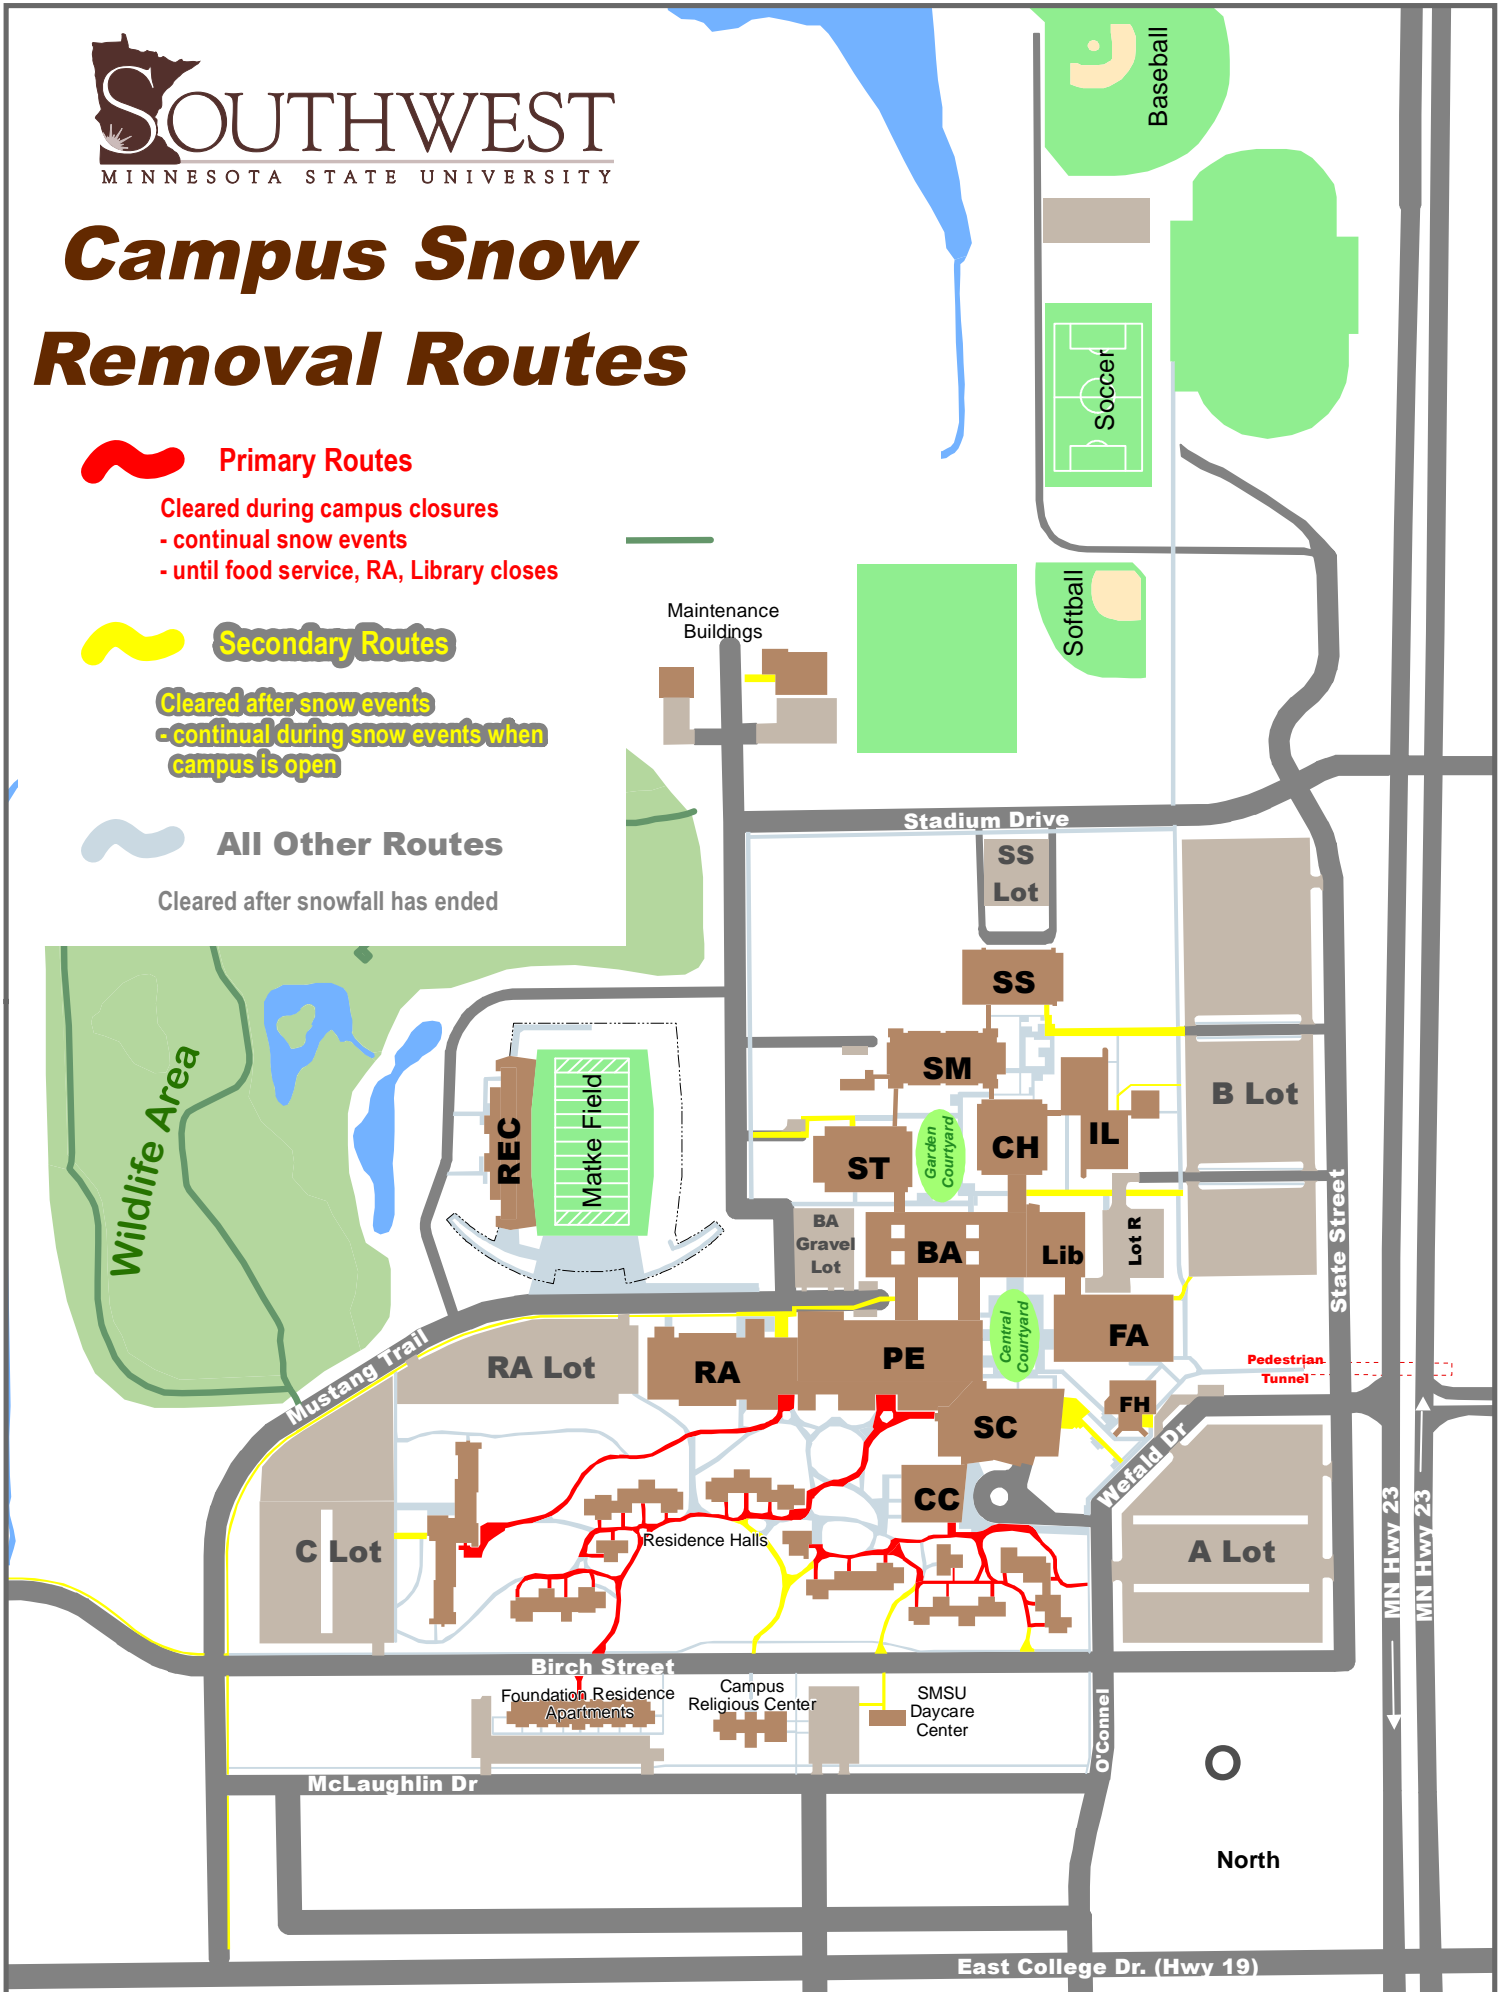 SOUTHWEST
MINNESOTA STATE UNIVERSITY
Campus Snow
Removal Routes
Primary Routes
Cleared during campus closures
- continual snow events
- until food service, RA, Library closes
Secondary Routes
Cleared after snow events
- continual during snow events when
campus is open
All Other Routes
Cleared after snowfall has ended
Baseball
Soccer
Softball
Maintenance
Buildings
Stadium Drive
SS
Lot
SS
SM
B Lot
Wildlife Area
REC
Matke Field
ST
Garden
Courtyard
CH
IL
BA
Gravel
Lot
BA
Lib
Lot R
State Street
Mustang Trail
RA Lot
RA
PE
Central
Courtyard
FA
Pedestrian
Tunnel
FH
SC
Wefald Dr
CC
C Lot
Residence Halls
A Lot
MN Hwy 23
MN Hwy 23
Birch Street
Foundation Residence
Apartments
Campus
Religious Center
SMSU
Daycare
Center
O'Connel
McLaughlin Dr
North
East College Dr. (Hwy 19)